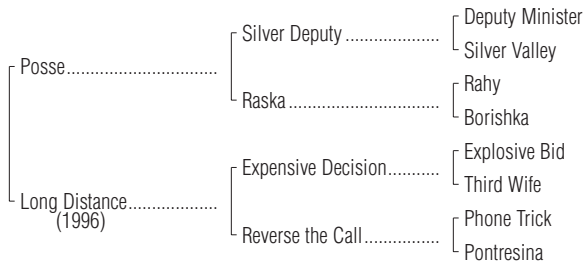 Deputy Minister
Silver Deputy ....................
Silver Valley
Posse................................
Rahy
Raska ................................
Borishka
Explosive Bid
Expensive Decision...........
Third Wife
Long Distance...................
(1996)
Phone Trick
Reverse the Call................
Pontresina